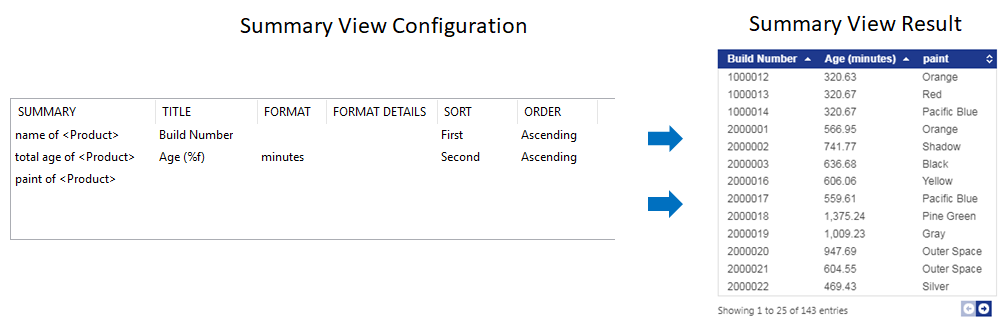 Summary View Configuration
SUMMARY TITLE FORMAT FORMAT DETAILS SORT ORDER
name of <Product> Build Number First Ascending
total age of <Product> Age (%f) minutes Second Ascending
paint of <Product>
Summary View Result
Build Number Age (minutes) paint
1000012 320.63 Orange
1000013 320.67 Red
1000014 320.67 Pacific Blue
2000001 566.95 Orange
2000002 741.77 Shadow
2000003 636.68 Black
2000016 606.06 Yellow
2000017 559.61 Pacific Blue
2000018 1,375.24 Pine Green
2000019 1,009.23 Gray
2000020 947.69 Outer Space
2000021 604.55 Outer Space
2000022 469.43 Silver
Showing 1 to 25 of 143 entries